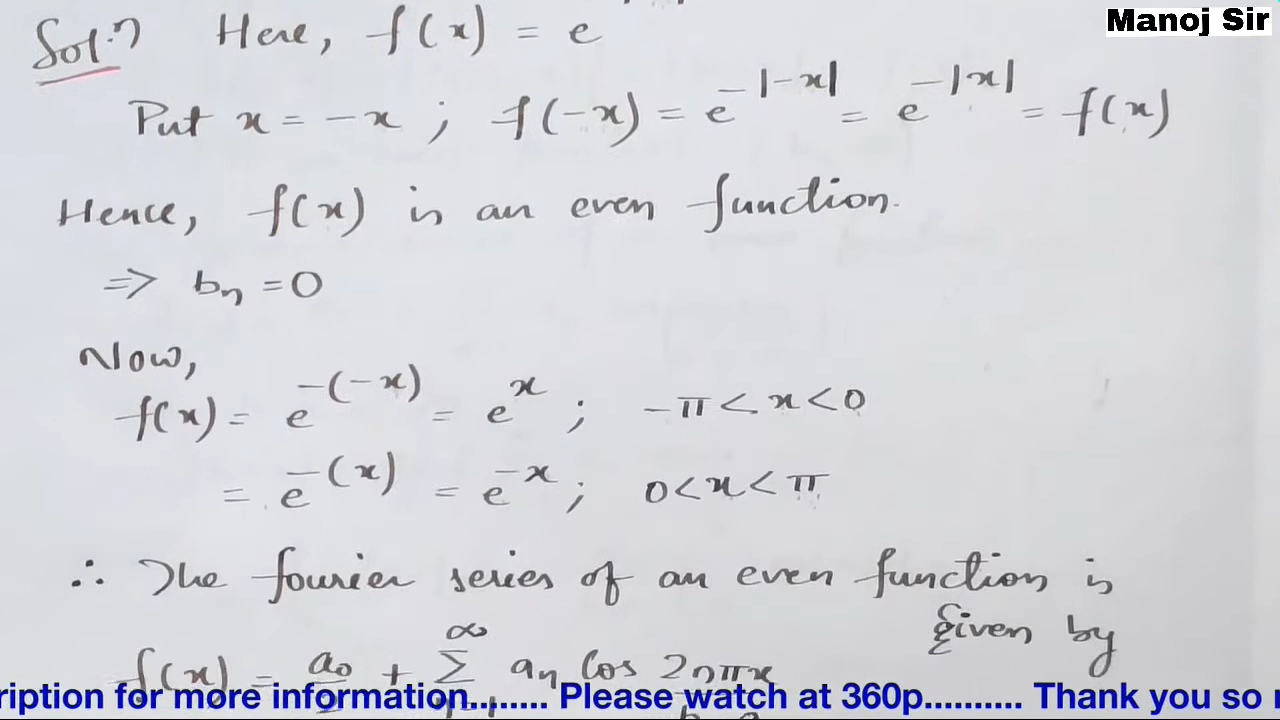 Manoj Sir
Solⁿ Here, f(x) = e
Put x = -x ; f(-x) = e^-|-x| = e^-|x| = f(x)
Hence, f(x) is an even function.
⇒ bₙ = 0
Now,
f(x) = e^-(-x) = e^x ; -π < x < 0
= e^-(x) = e^-x ; 0 < x < π
∴ The fourier series of an even function is
given by
f(x) = a₀ + ∞ Σ aₙ Cos 2nπx
for more information........ Please watch at 360p.......... Thank you so